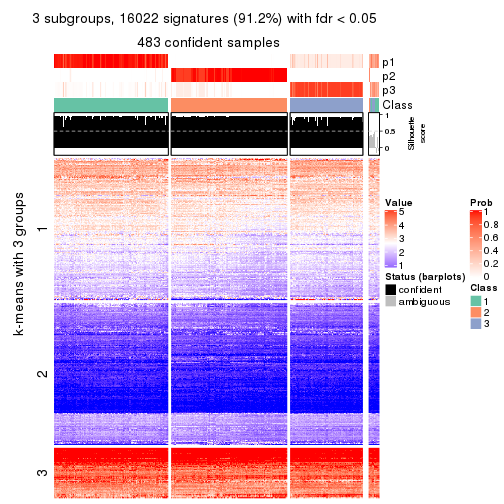 3 subgroups, 16022 signatures (91.2%) with fdr < 0.05
483 confident samples
p1
p2
p3
Class
1
0.5
0
Silhouette
score
k-means with 3 groups
1
2
3
Value
5
4
3
2
1
Status (barplots)
confident
ambiguous
Prob
1
0.8
0.6
0.4
0.2
0
Class
1
2
3